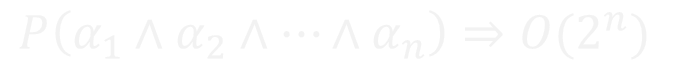 P(α₁ ∧ α₂ ∧ ⋯ ∧ αₙ) ⇒ O(2ⁿ)